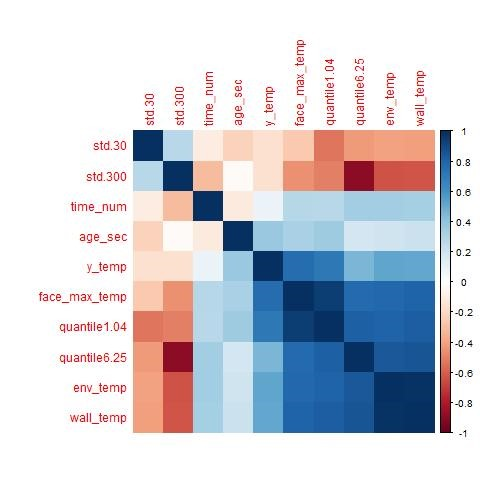 std.30
std.300
time_num
age_sec
y_temp
face_max_temp
quantile1.04
quantile6.25
env_temp
wall_temp
std.30
std.300
time_num
age_sec
y_temp
face_max_temp
quantile1.04
quantile6.25
env_temp
wall_temp
1
0.8
0.6
0.4
0.2
0
-0.2
-0.4
-0.6
-0.8
-1